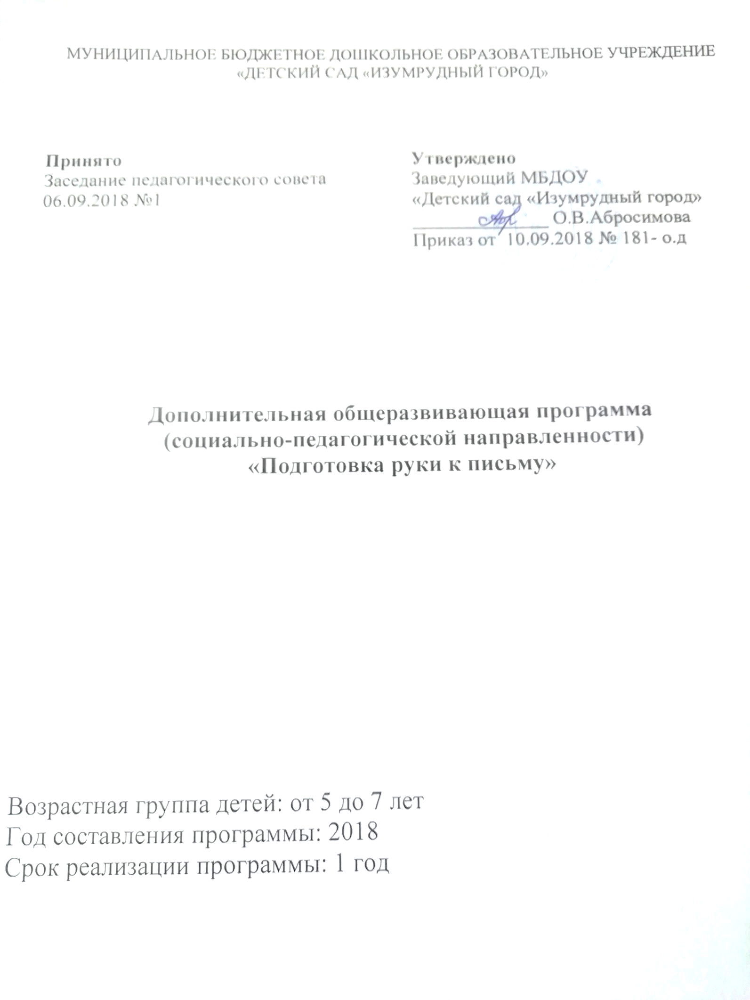 МУНИЦИПАЛЬНОЕ БЮДЖЕТНОЕ ДОШКОЛЬНОЕ ОБРАЗОВАТЕЛЬНОЕ УЧРЕЖДЕНИЕ
«ДЕТСКИЙ САД «ИЗУМРУДНЫЙ ГОРОД»
Принято
Заседание педагогического совета
06.09.2018 №1
Утверждено
Заведующий МБДОУ
«Детский сад «Изумрудный город»
О.В.Абросимова
Приказ от 10.09.2018 № 181- о.д
Дополнительная общеразвивающая программа
(социально-педагогической направленности)
«Подготовка руки к письму»
Возрастная группа детей: от 5 до 7 лет
Год составления программы: 2018
Срок реализации программы: 1 год